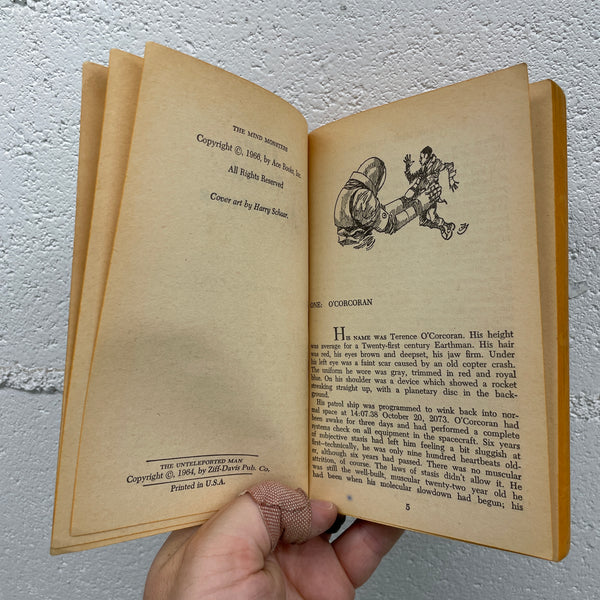 THE MIND MONSTERS
Copyright ©, 1966, by Ace Books, Inc.
All Rights Reserved
Cover art by Harry Schaar.
THE UNTELEPORTED MAN
Copyright ©, 1964, by Ziff-Davis Pub. Co.
Printed in U.S.A.
ONE: O'CORCORAN
HIS NAME WAS Terence O'Corcoran. His height
was average for a Twenty-first century Earthman. His hair
was red, his eyes brown and deepset, his jaw firm. Under
his left eye was a faint scar caused by an old copter crash.
The uniform he wore was gray, trimmed in red and royal
blue. On his shoulder was a device which showed a rocket
streaking straight up, with a planetary disc in the back-
ground.
His patrol ship was programmed to wink back into nor-
mal space at 14:07.38 October 20, 2073. O'Corcoran had
been awake for three days and had performed a complete
systems check on all equipment in the spacecraft. Six years
of subjective stasis had left him feeling a bit sluggish at
first–technically, he was only nine hundred heartbeats old-
er, although six years had passed. There was no muscular
attrition, of course. The laws of stasis didn't allow it. He
was still the well-built, muscular twenty-two year old he
had been when his molecular slowdown had begun; his
5